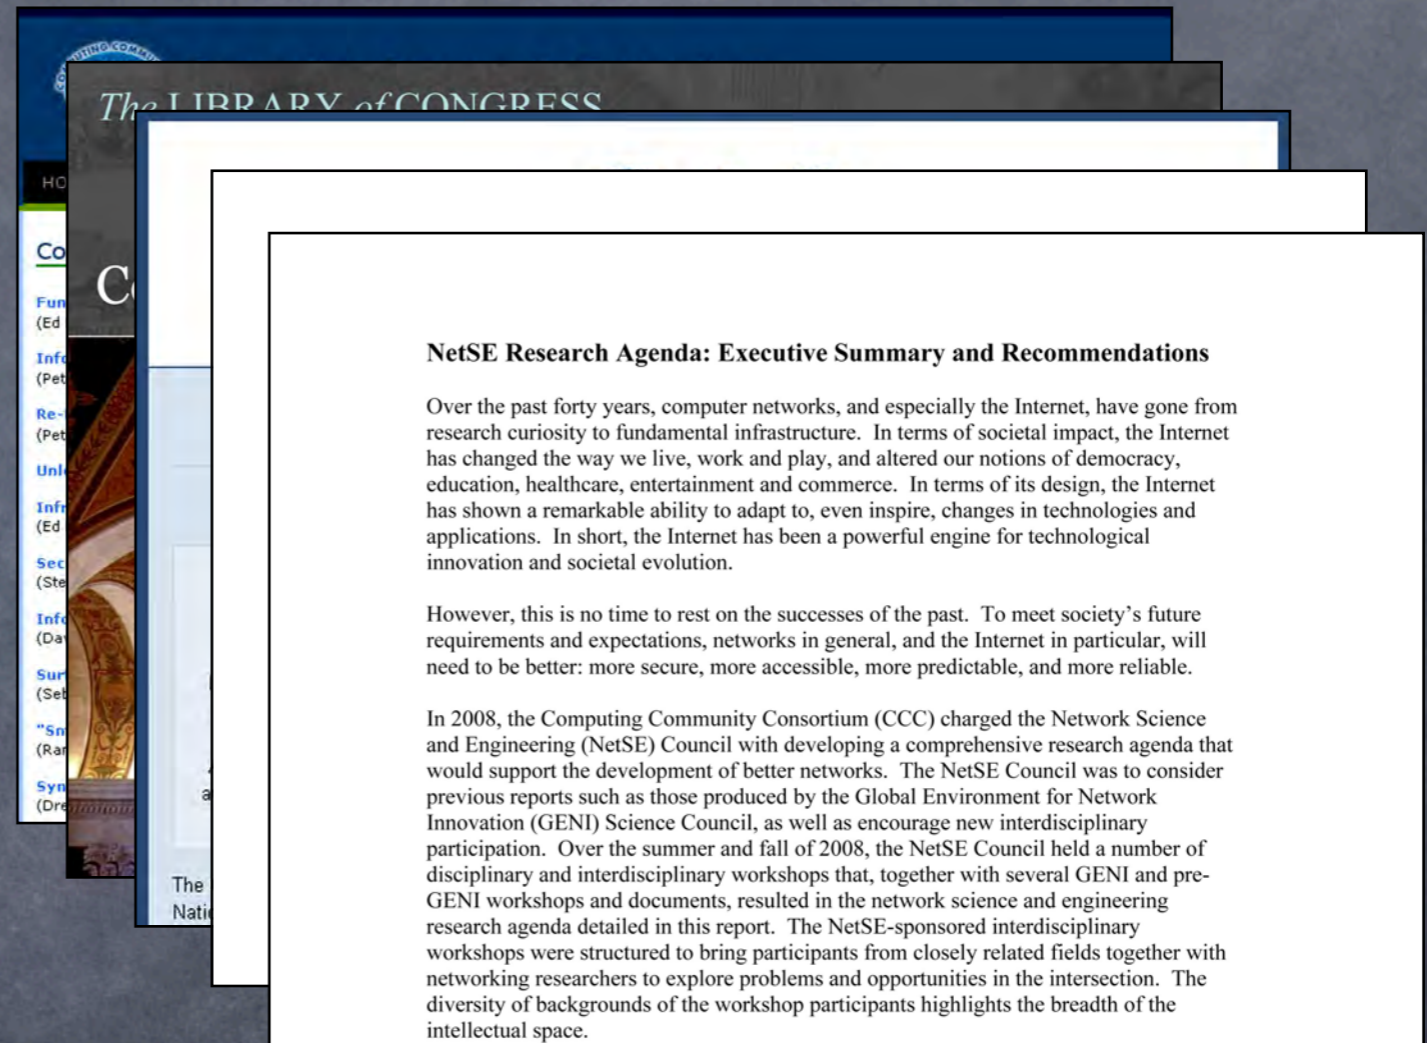 COMPUTING COMMU
The LIBRARY of CONGRESS
HO
Co
Fun
(Ed
Info
(Pet
Re-
(Pet
Unl
Infr
(Ed
Sec
(Ste
Info
(Da
Sur
(Seb
"Sm
(Ran
Syn
(Dre
C
a
The
Natio
NetSE Research Agenda: Executive Summary and Recommendations
Over the past forty years, computer networks, and especially the Internet, have gone from
research curiosity to fundamental infrastructure. In terms of societal impact, the Internet
has changed the way we live, work and play, and altered our notions of democracy,
education, healthcare, entertainment and commerce. In terms of its design, the Internet
has shown a remarkable ability to adapt to, even inspire, changes in technologies and
applications. In short, the Internet has been a powerful engine for technological
innovation and societal evolution.
However, this is no time to rest on the successes of the past. To meet society's future
requirements and expectations, networks in general, and the Internet in particular, will
need to be better: more secure, more accessible, more predictable, and more reliable.
In 2008, the Computing Community Consortium (CCC) charged the Network Science
and Engineering (NetSE) Council with developing a comprehensive research agenda that
would support the development of better networks. The NetSE Council was to consider
previous reports such as those produced by the Global Environment for Network
Innovation (GENI) Science Council, as well as encourage new interdisciplinary
participation. Over the summer and fall of 2008, the NetSE Council held a number of
disciplinary and interdisciplinary workshops that, together with several GENI and pre-
GENI workshops and documents, resulted in the network science and engineering
research agenda detailed in this report. The NetSE-sponsored interdisciplinary
workshops were structured to bring participants from closely related fields together with
networking researchers to explore problems and opportunities in the intersection. The
diversity of backgrounds of the workshop participants highlights the breadth of the
intellectual space.